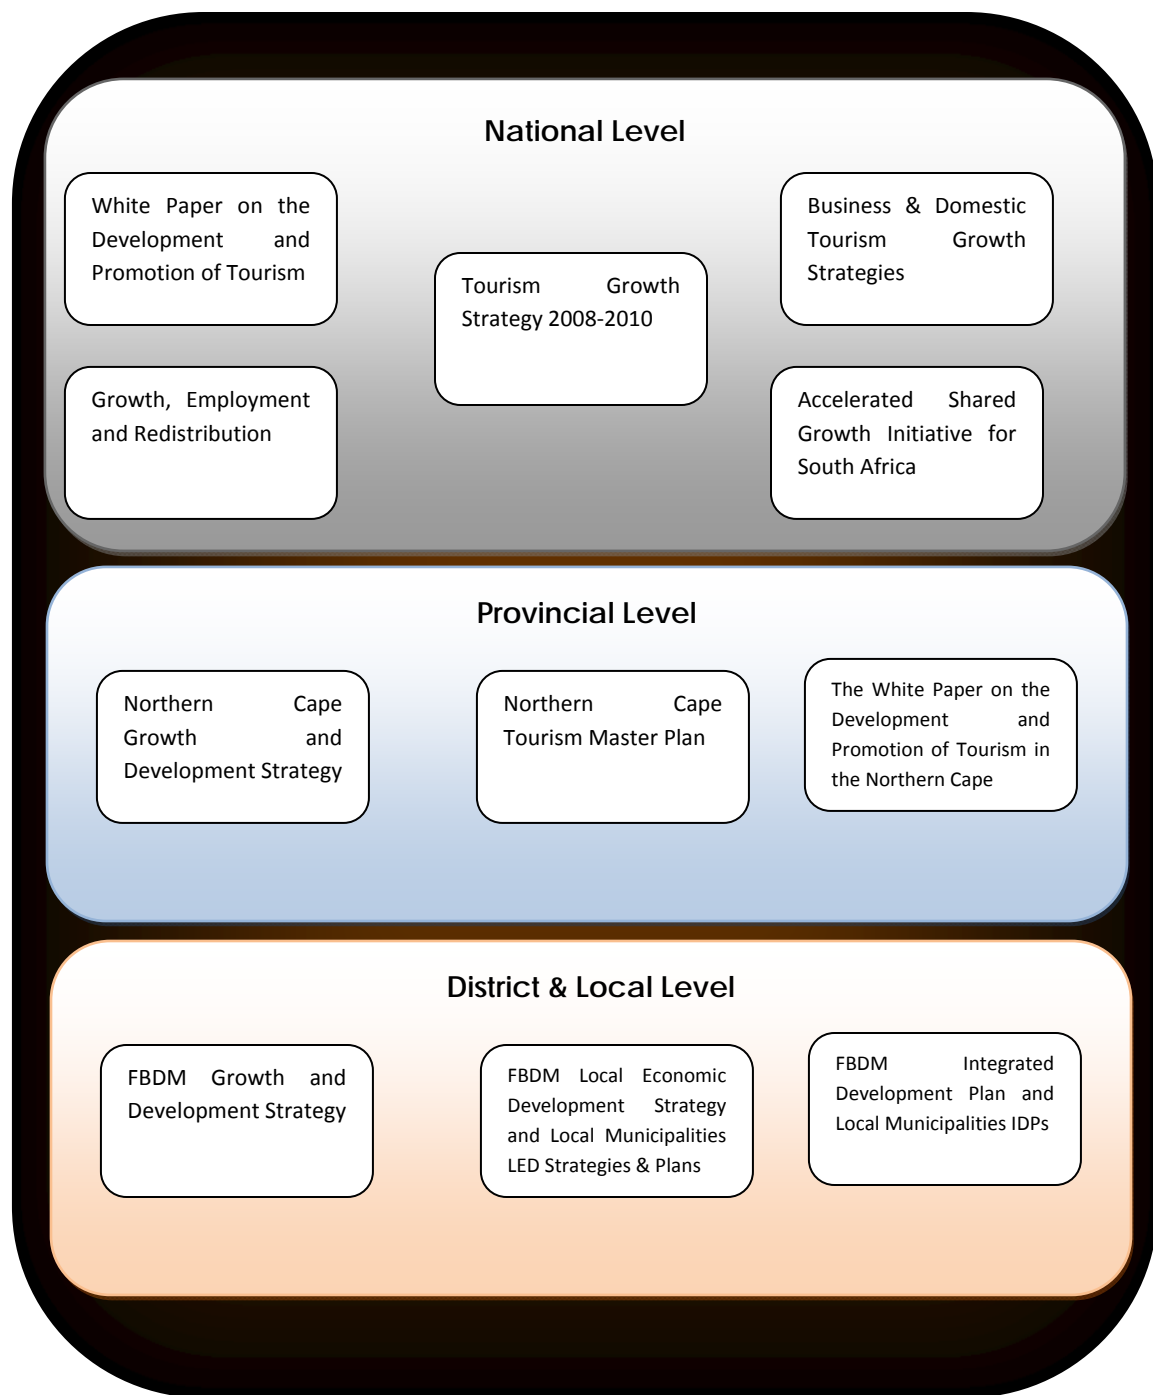 National Level
White Paper on the
Development and
Promotion of Tourism
Tourism Growth
Strategy 2008-2010
Business & Domestic
Tourism Growth
Strategies
Growth, Employment
and Redistribution
Accelerated Shared
Growth Initiative for
South Africa
Provincial Level
Northern Cape
Growth and
Development Strategy
Northern Cape
Tourism Master Plan
The White Paper on the
Development and
Promotion of Tourism in
the Northern Cape
District & Local Level
FBDM Growth and
Development Strategy
FBDM Local Economic
Development Strategy
and Local Municipalities
LED Strategies & Plans
FBDM Integrated
Development Plan and
Local Municipalities IDPs